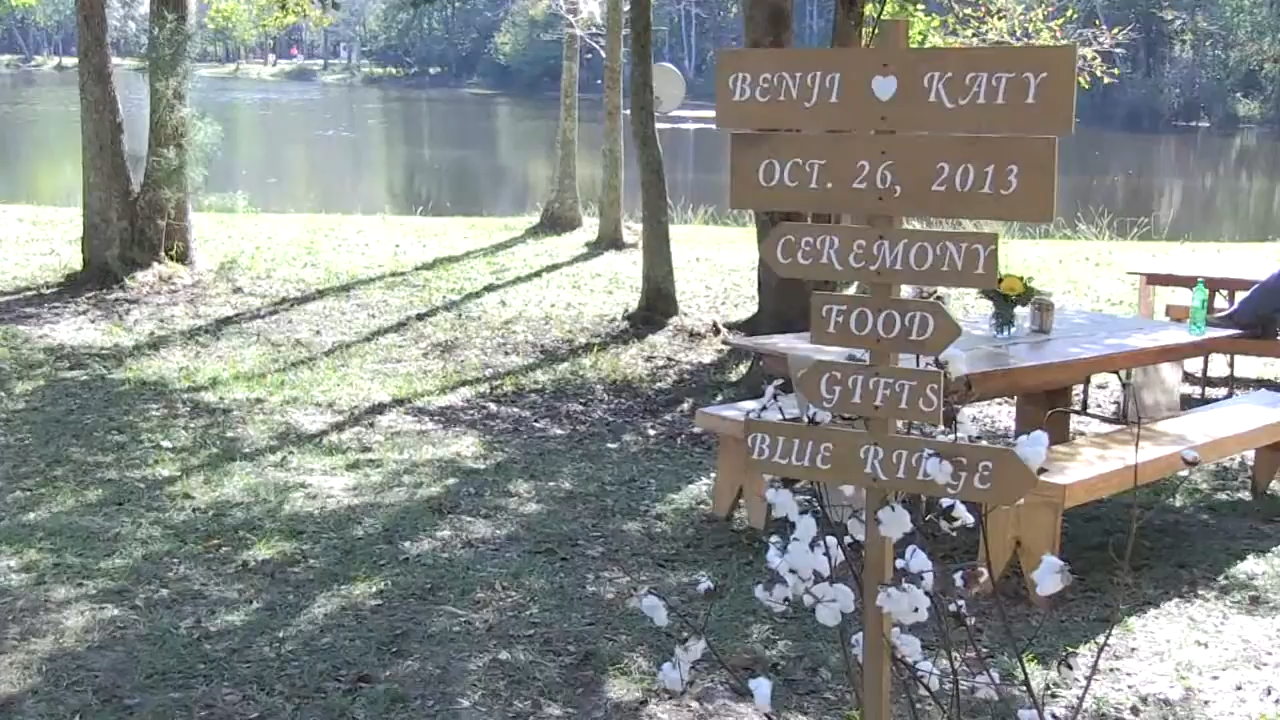 BENJI ♥ KATY
OCT. 26, 2013
CEREMONY
FOOD
GIFTS
BLUE RIDGE